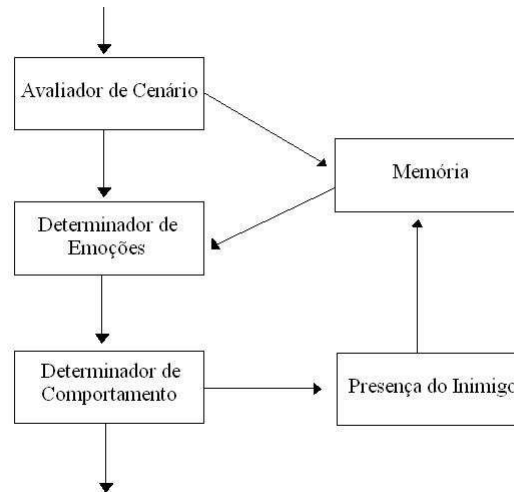 Avaliador de Cenário
Memória
Determinador de
Emoções
Determinador de
Comportamento
Presença do Inimigo